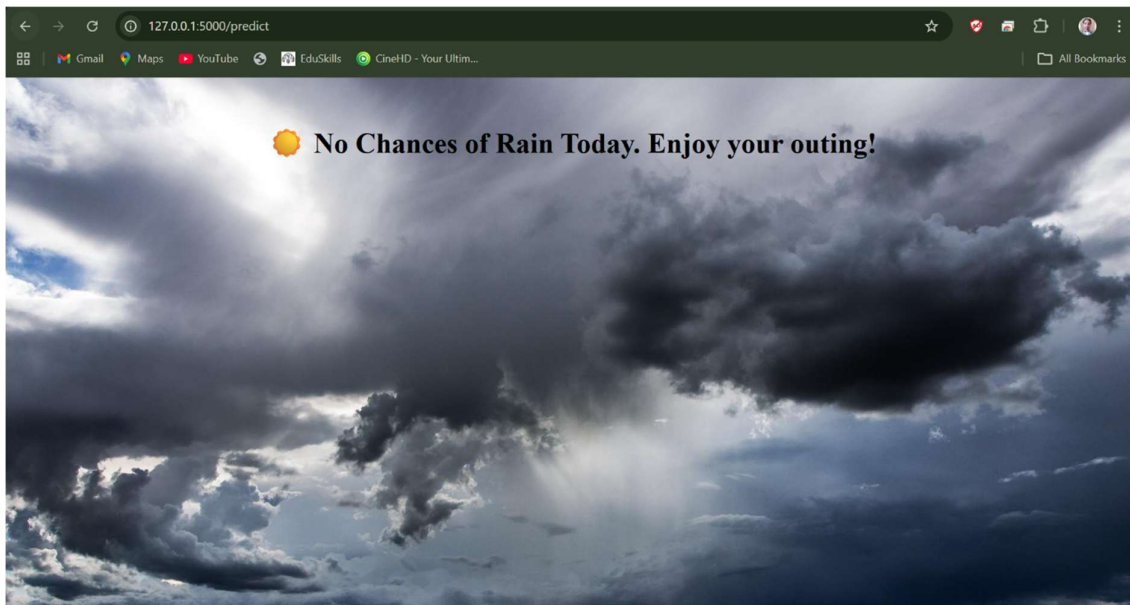 127.0.0.1:5000/predict
Gmail Maps YouTube EduSkills CineHD - Your Ultim... All Bookmarks
No Chances of Rain Today. Enjoy your outing!